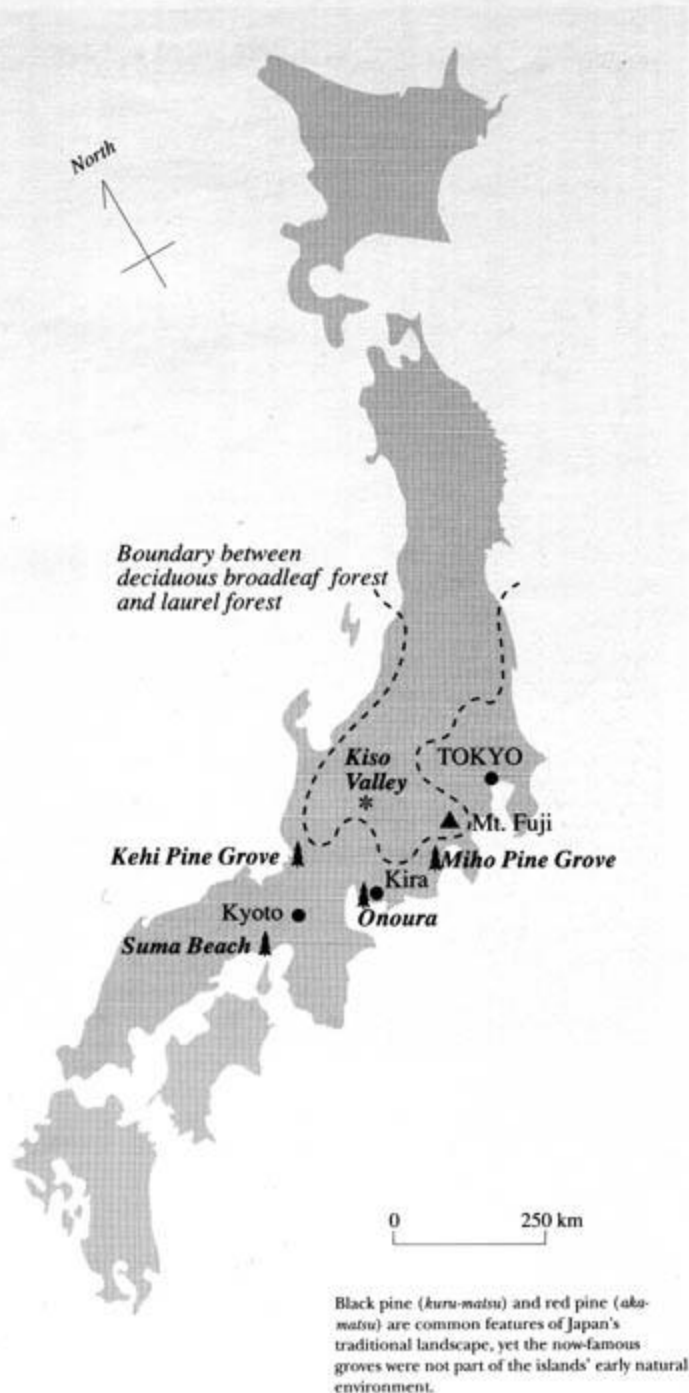 North
Boundary between
deciduous broadleaf forest
and laurel forest
Kiso
Valley
*
TOKYO
Mt. Fuji
Kehi Pine Grove
Miho Pine Grove
Kira
Onoura
Kyoto
Suma Beach
0 250 km
Black pine (kuru-matsu) and red pine (aka-
matsu) are common features of Japan's
traditional landscape, yet the now-famous
groves were not part of the islands' early natural
environment.